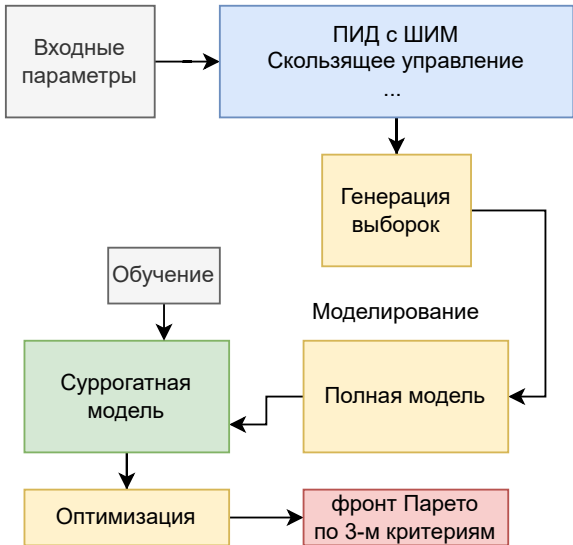 Входные
параметры
ПИД с ШИМ
Скользящее управление
...
Генерация
выборок
Обучение
Моделирование
Суррогатная
модель
Полная модель
Оптимизация
фронт Парето
по 3-м критериям